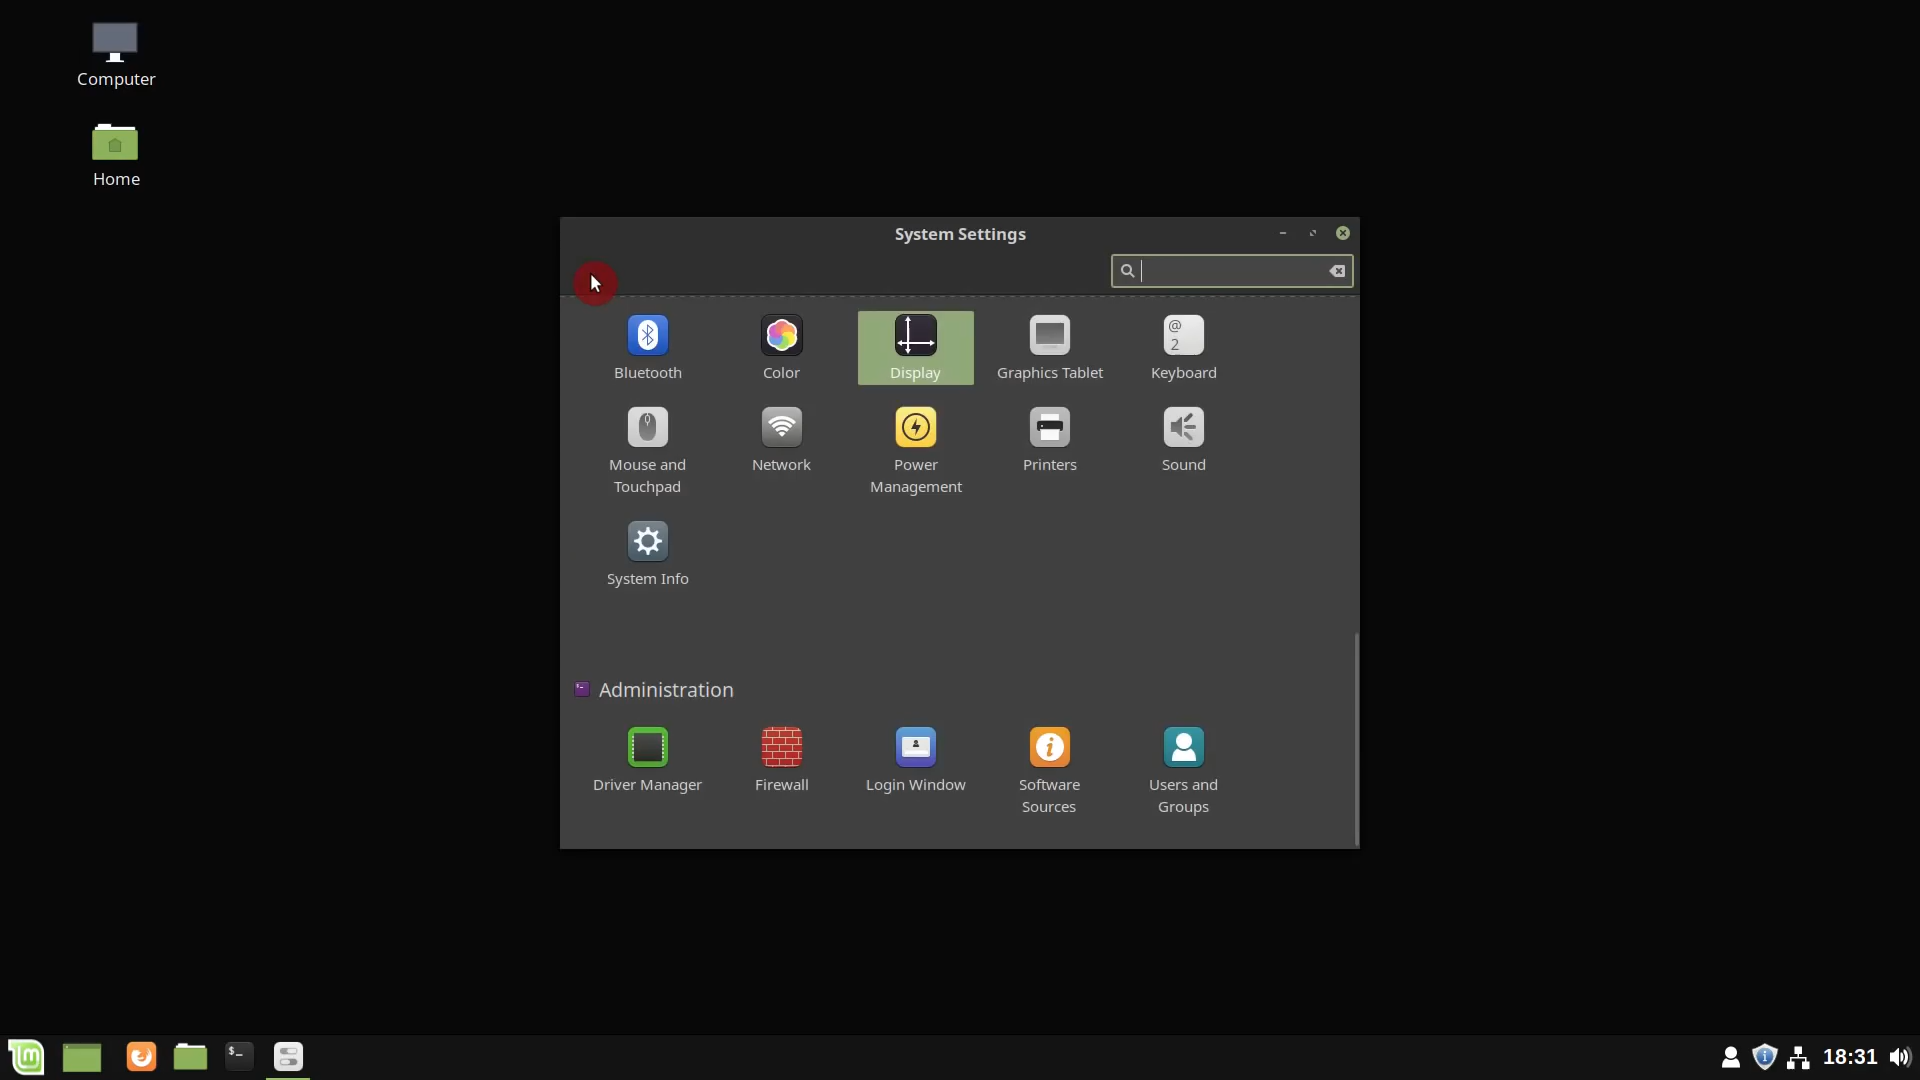 Computer
Home
System Settings
Bluetooth
Color
Display
Graphics Tablet
@
2
Keyboard
Mouse and
Touchpad
Network
Power
Management
Printers
Sound
System Info
Administration
Driver Manager
Firewall
Login Window
i
Software
Sources
Users and
Groups
$-
i
18:31